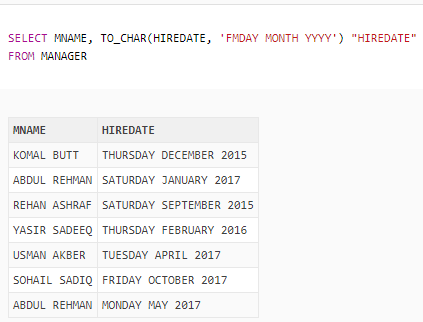 SELECT MNAME, TO_CHAR(HIREDATE, 'FMDAY MONTH YYYY') "HIREDATE"
FROM MANAGER
MNAME HIREDATE
KOMAL BUTT THURSDAY DECEMBER 2015
ABDUL REHMAN SATURDAY JANUARY 2017
REHAN ASHRAF SATURDAY SEPTEMBER 2015
YASIR SADEEQ THURSDAY FEBRUARY 2016
USMAN AKBER TUESDAY APRIL 2017
SOHAIL SADIQ FRIDAY OCTOBER 2017
ABDUL REHMAN MONDAY MAY 2017